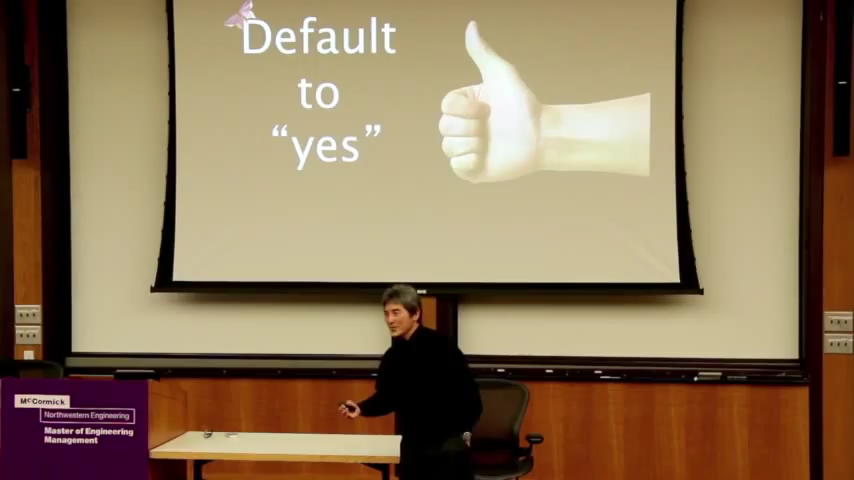 Default
to
“yes”
McCormick
Northwestern Engineering
Master of Engineering
Management